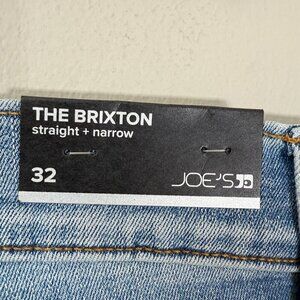 THE BRIXTON
straight + narrow
32
JOE'S